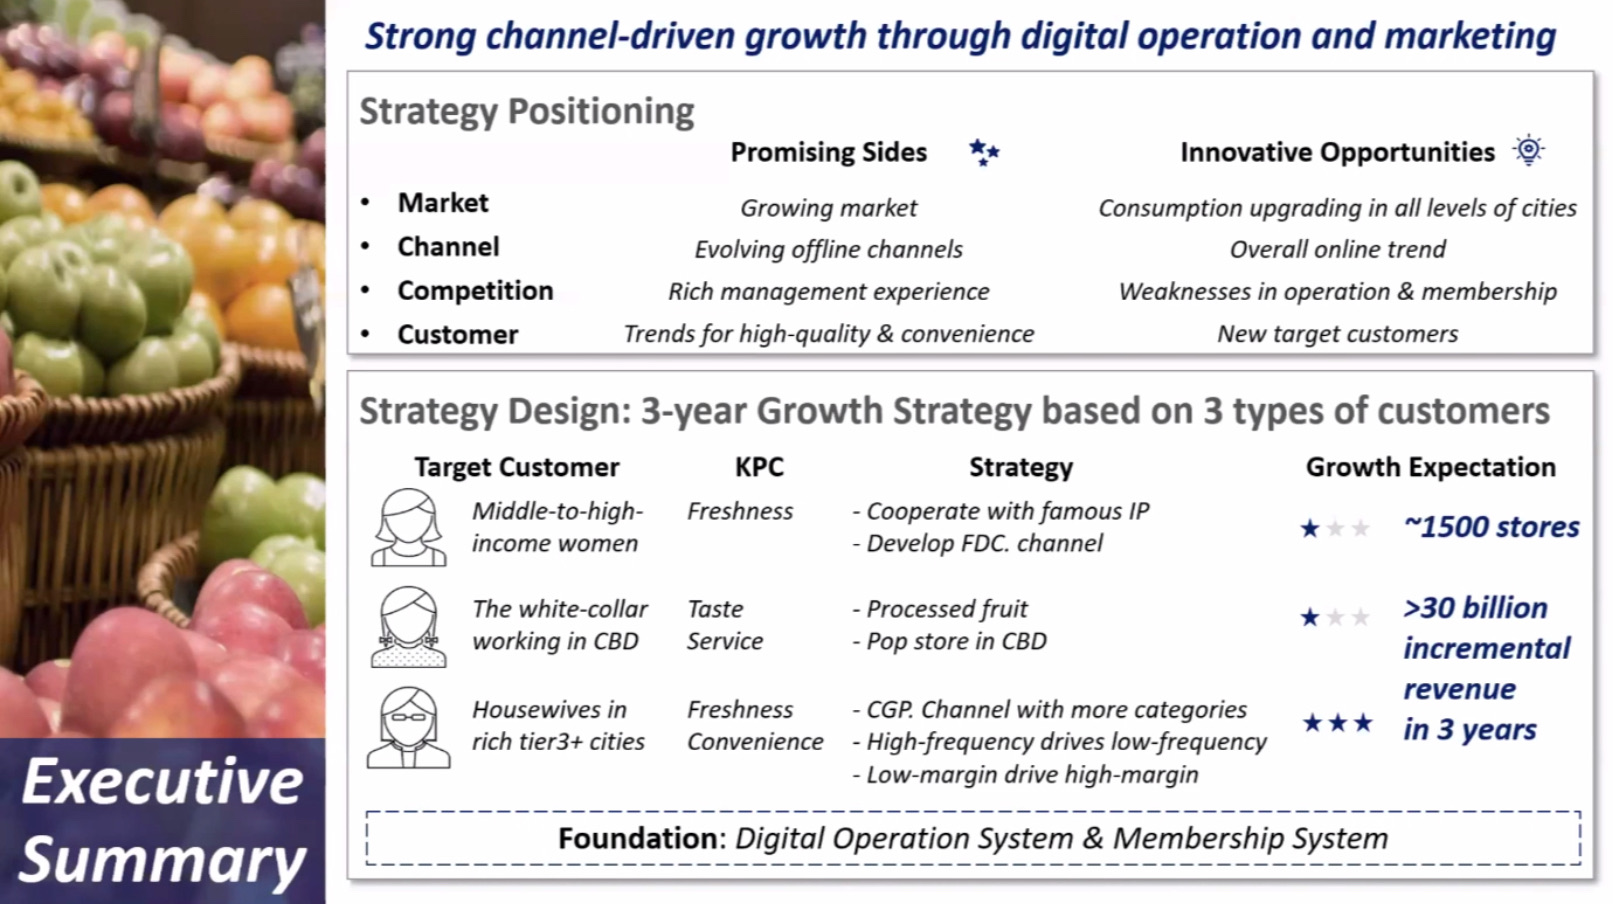 Strong channel-driven growth through digital operation and marketing
Strategy Positioning
Promising Sides Innovative Opportunities
• Market Growing market Consumption upgrading in all levels of cities
• Channel Evolving offline channels Overall online trend
• Competition Rich management experience Weaknesses in operation & membership
• Customer Trends for high-quality & convenience New target customers
Strategy Design: 3-year Growth Strategy based on 3 types of customers
Target Customer KPC Strategy Growth Expectation
Middle-to-high- Freshness - Cooperate with famous IP ~1500 stores
income women - Develop FDC. channel
The white-collar Taste - Processed fruit >30 billion
working in CBD Service - Pop store in CBD incremental
revenue
Housewives in Freshness - CGP. Channel with more categories in 3 years
rich tier3+ cities Convenience - High-frequency drives low-frequency
- Low-margin drive high-margin
Foundation: Digital Operation System & Membership System
Executive
Summary